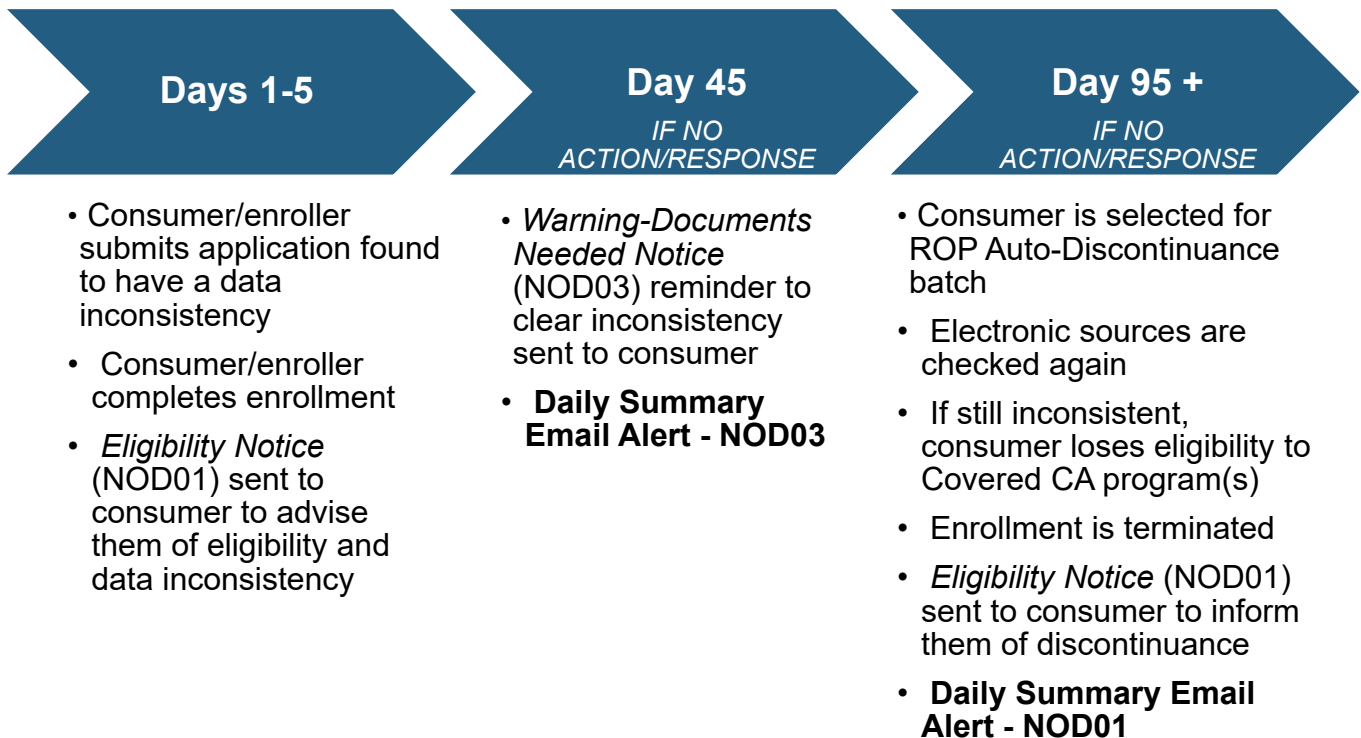 Days 1-5
• Consumer/enroller
submits application found
to have a data
inconsistency
• Consumer/enroller
completes enrollment
• Eligibility Notice
(NOD01) sent to
consumer to advise
them of eligibility and
data inconsistency
Day 45
IF NO
ACTION/RESPONSE
• Warning-Documents
Needed Notice
(NOD03) reminder to
clear inconsistency
sent to consumer
• Daily Summary
Email Alert - NOD03
Day 95 +
IF NO
ACTION/RESPONSE
• Consumer is selected for
ROP Auto-Discontinuance
batch
• Electronic sources are
checked again
• If still inconsistent,
consumer loses eligibility to
Covered CA program(s)
• Enrollment is terminated
• Eligibility Notice (NOD01)
sent to consumer to inform
them of discontinuance
• Daily Summary Email
Alert - NOD01